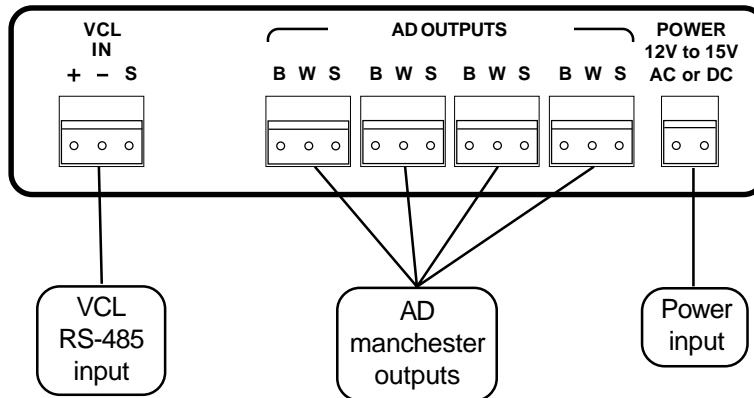 VCL
IN
+ – S
AD OUTPUTS
B W S B W S B W S B W S
POWER
12V to 15V
AC or DC
VCL
RS-485
input
AD
manchester
outputs
Power
input